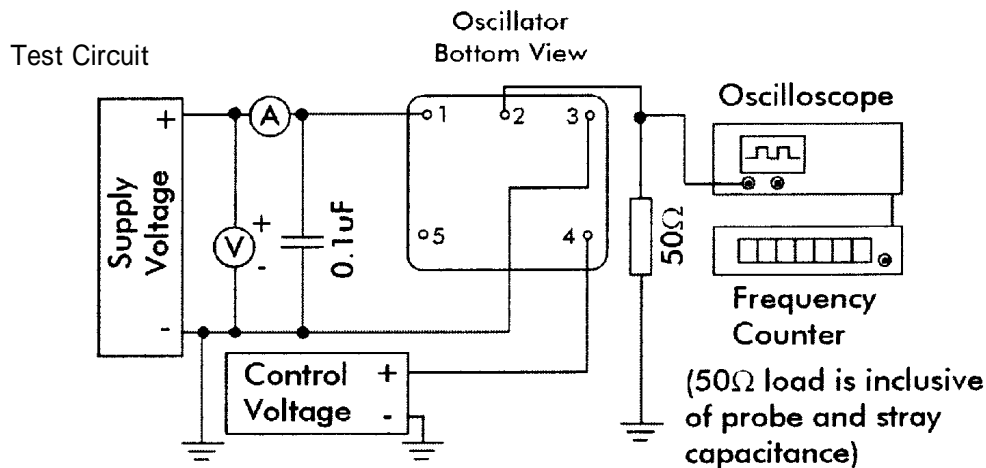 Test Circuit
Oscillator
Bottom View
Oscilloscope
Supply
Voltage
+
-
A
V
+
-
0.1uF
1
2
3
5
4
50Ω
Control
Voltage
+
-
Frequency
Counter
(50Ω load is inclusive
of probe and stray
capacitance)